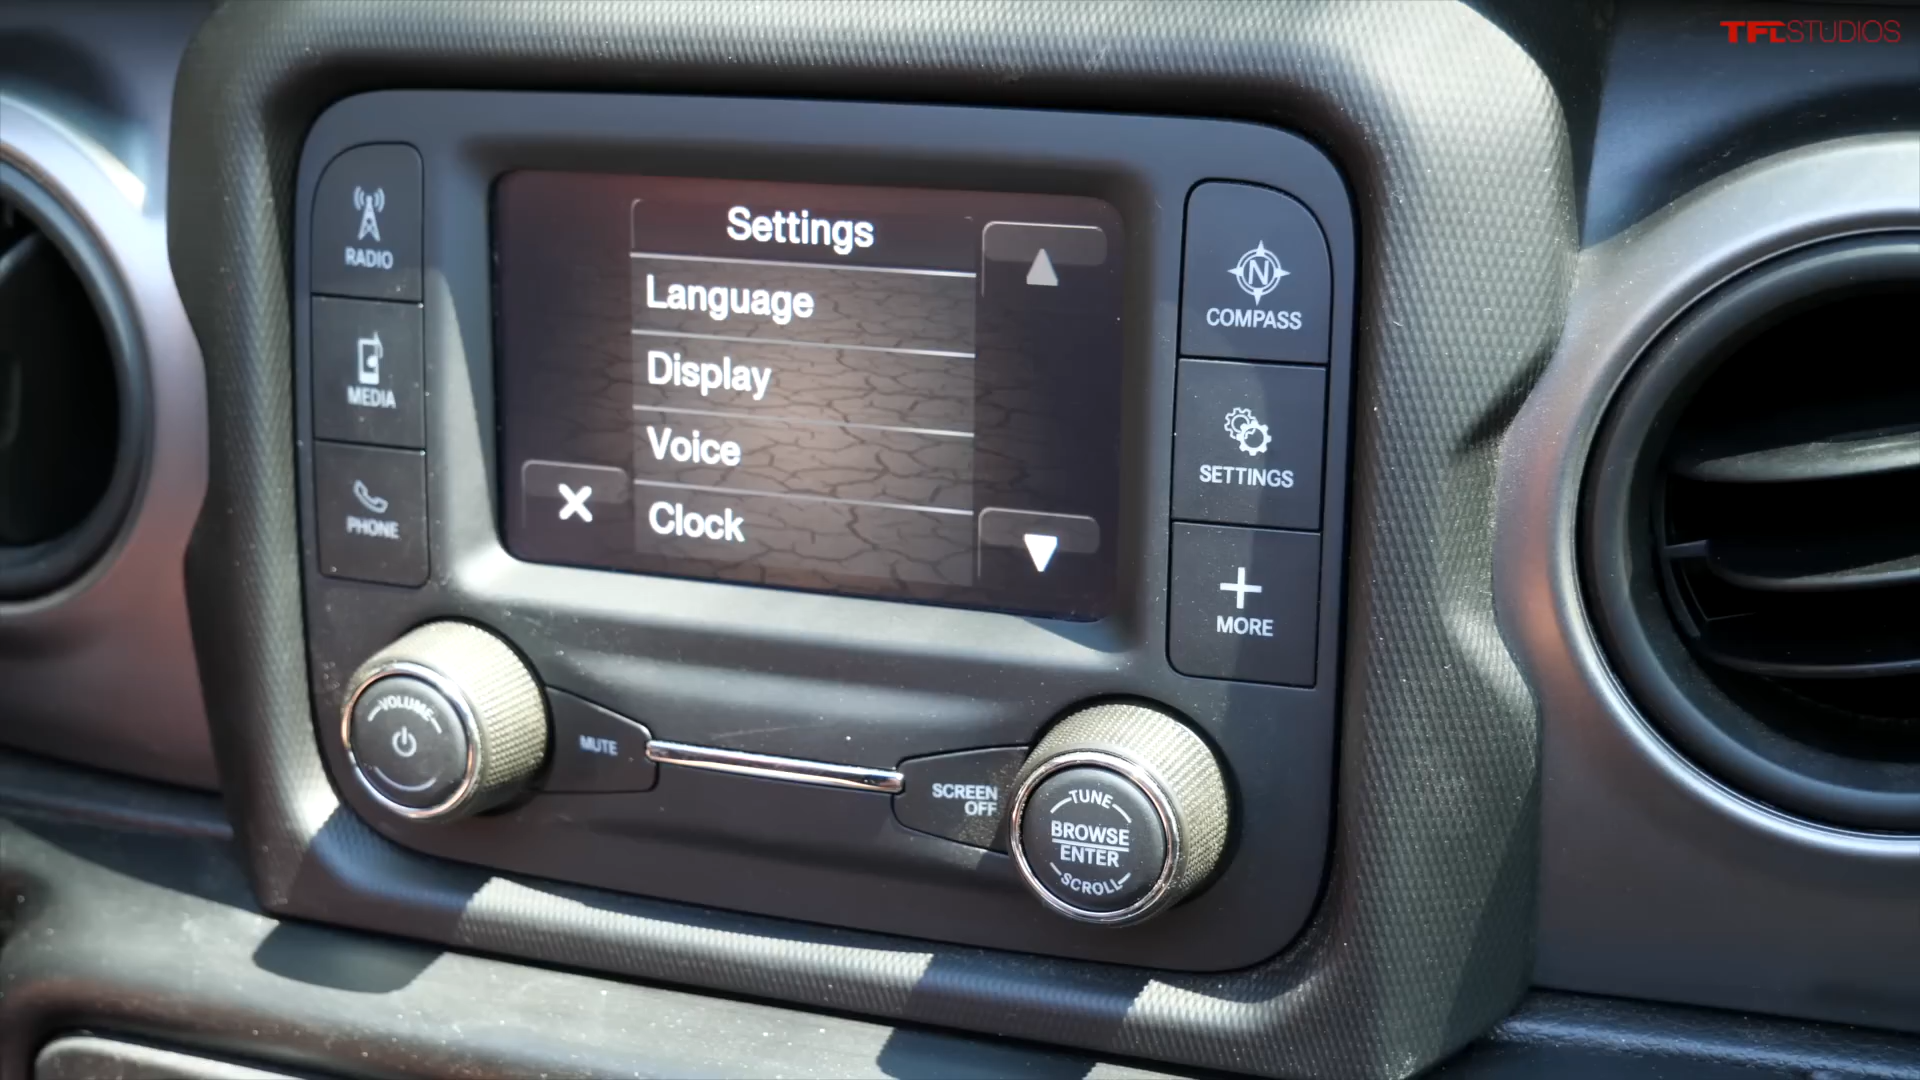 TFLSTUDIOS
RADIO
MEDIA
PHONE
Settings
Language
Display
Voice
Clock
N
COMPASS
SETTINGS
MORE
VOLUME
MUTE
SCREEN
OFF
TUNE
BROWSE
ENTER
SCROLL